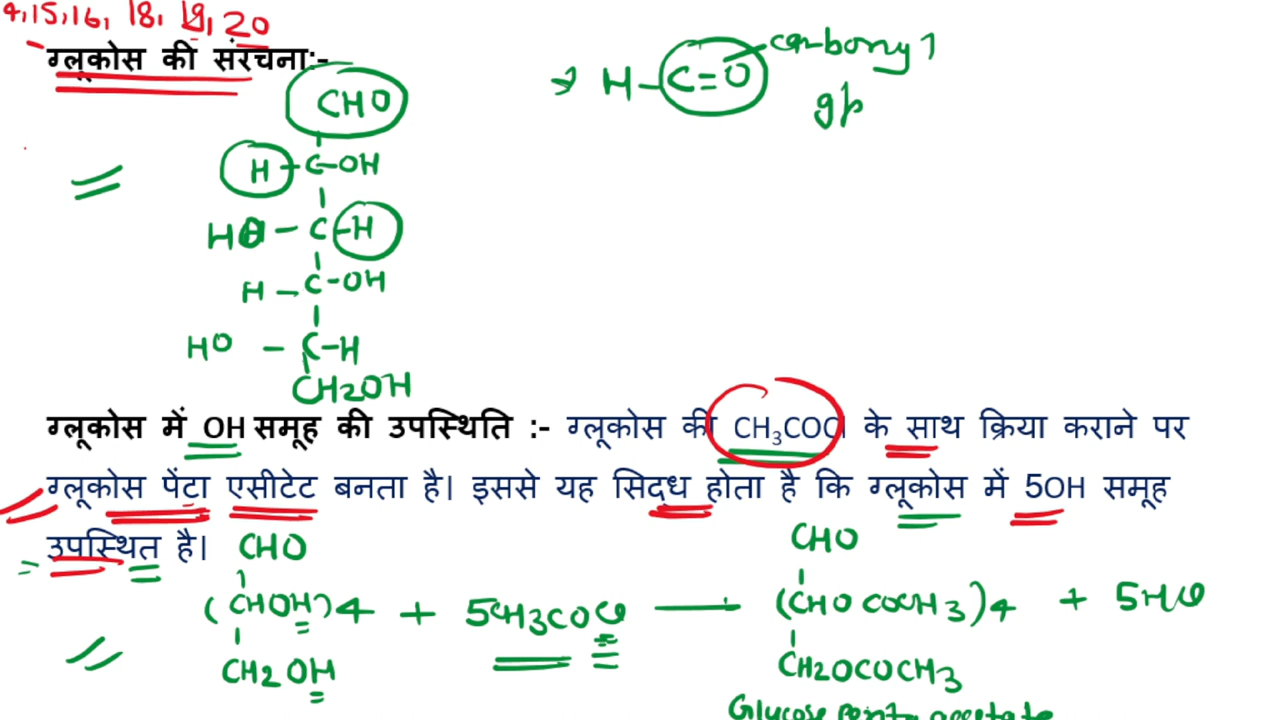 4,15,16, 18, 19, 20
ग्लूकोस की संरचना:-
CHO
H-C-OH
HO-C-H
H-C-OH
HO-C-H
CH2OH
H-C=O carbonyl
gp
ग्लूकोस में OH समूह की उपस्थिति :- ग्लूकोस की CH₃COCl के साथ क्रिया कराने पर
ग्लूकोस पेंटा एसीटेट बनता है। इससे यह सिद्ध होता है कि ग्लूकोस में 5OH समूह
उपस्थित है।
CHO
(CHOH)4 + 5CH3COCl —
CH2OH
CHO
(CHOCOCH3)4 + 5HCl
CH2OCOCH3
Glucose penta acetate